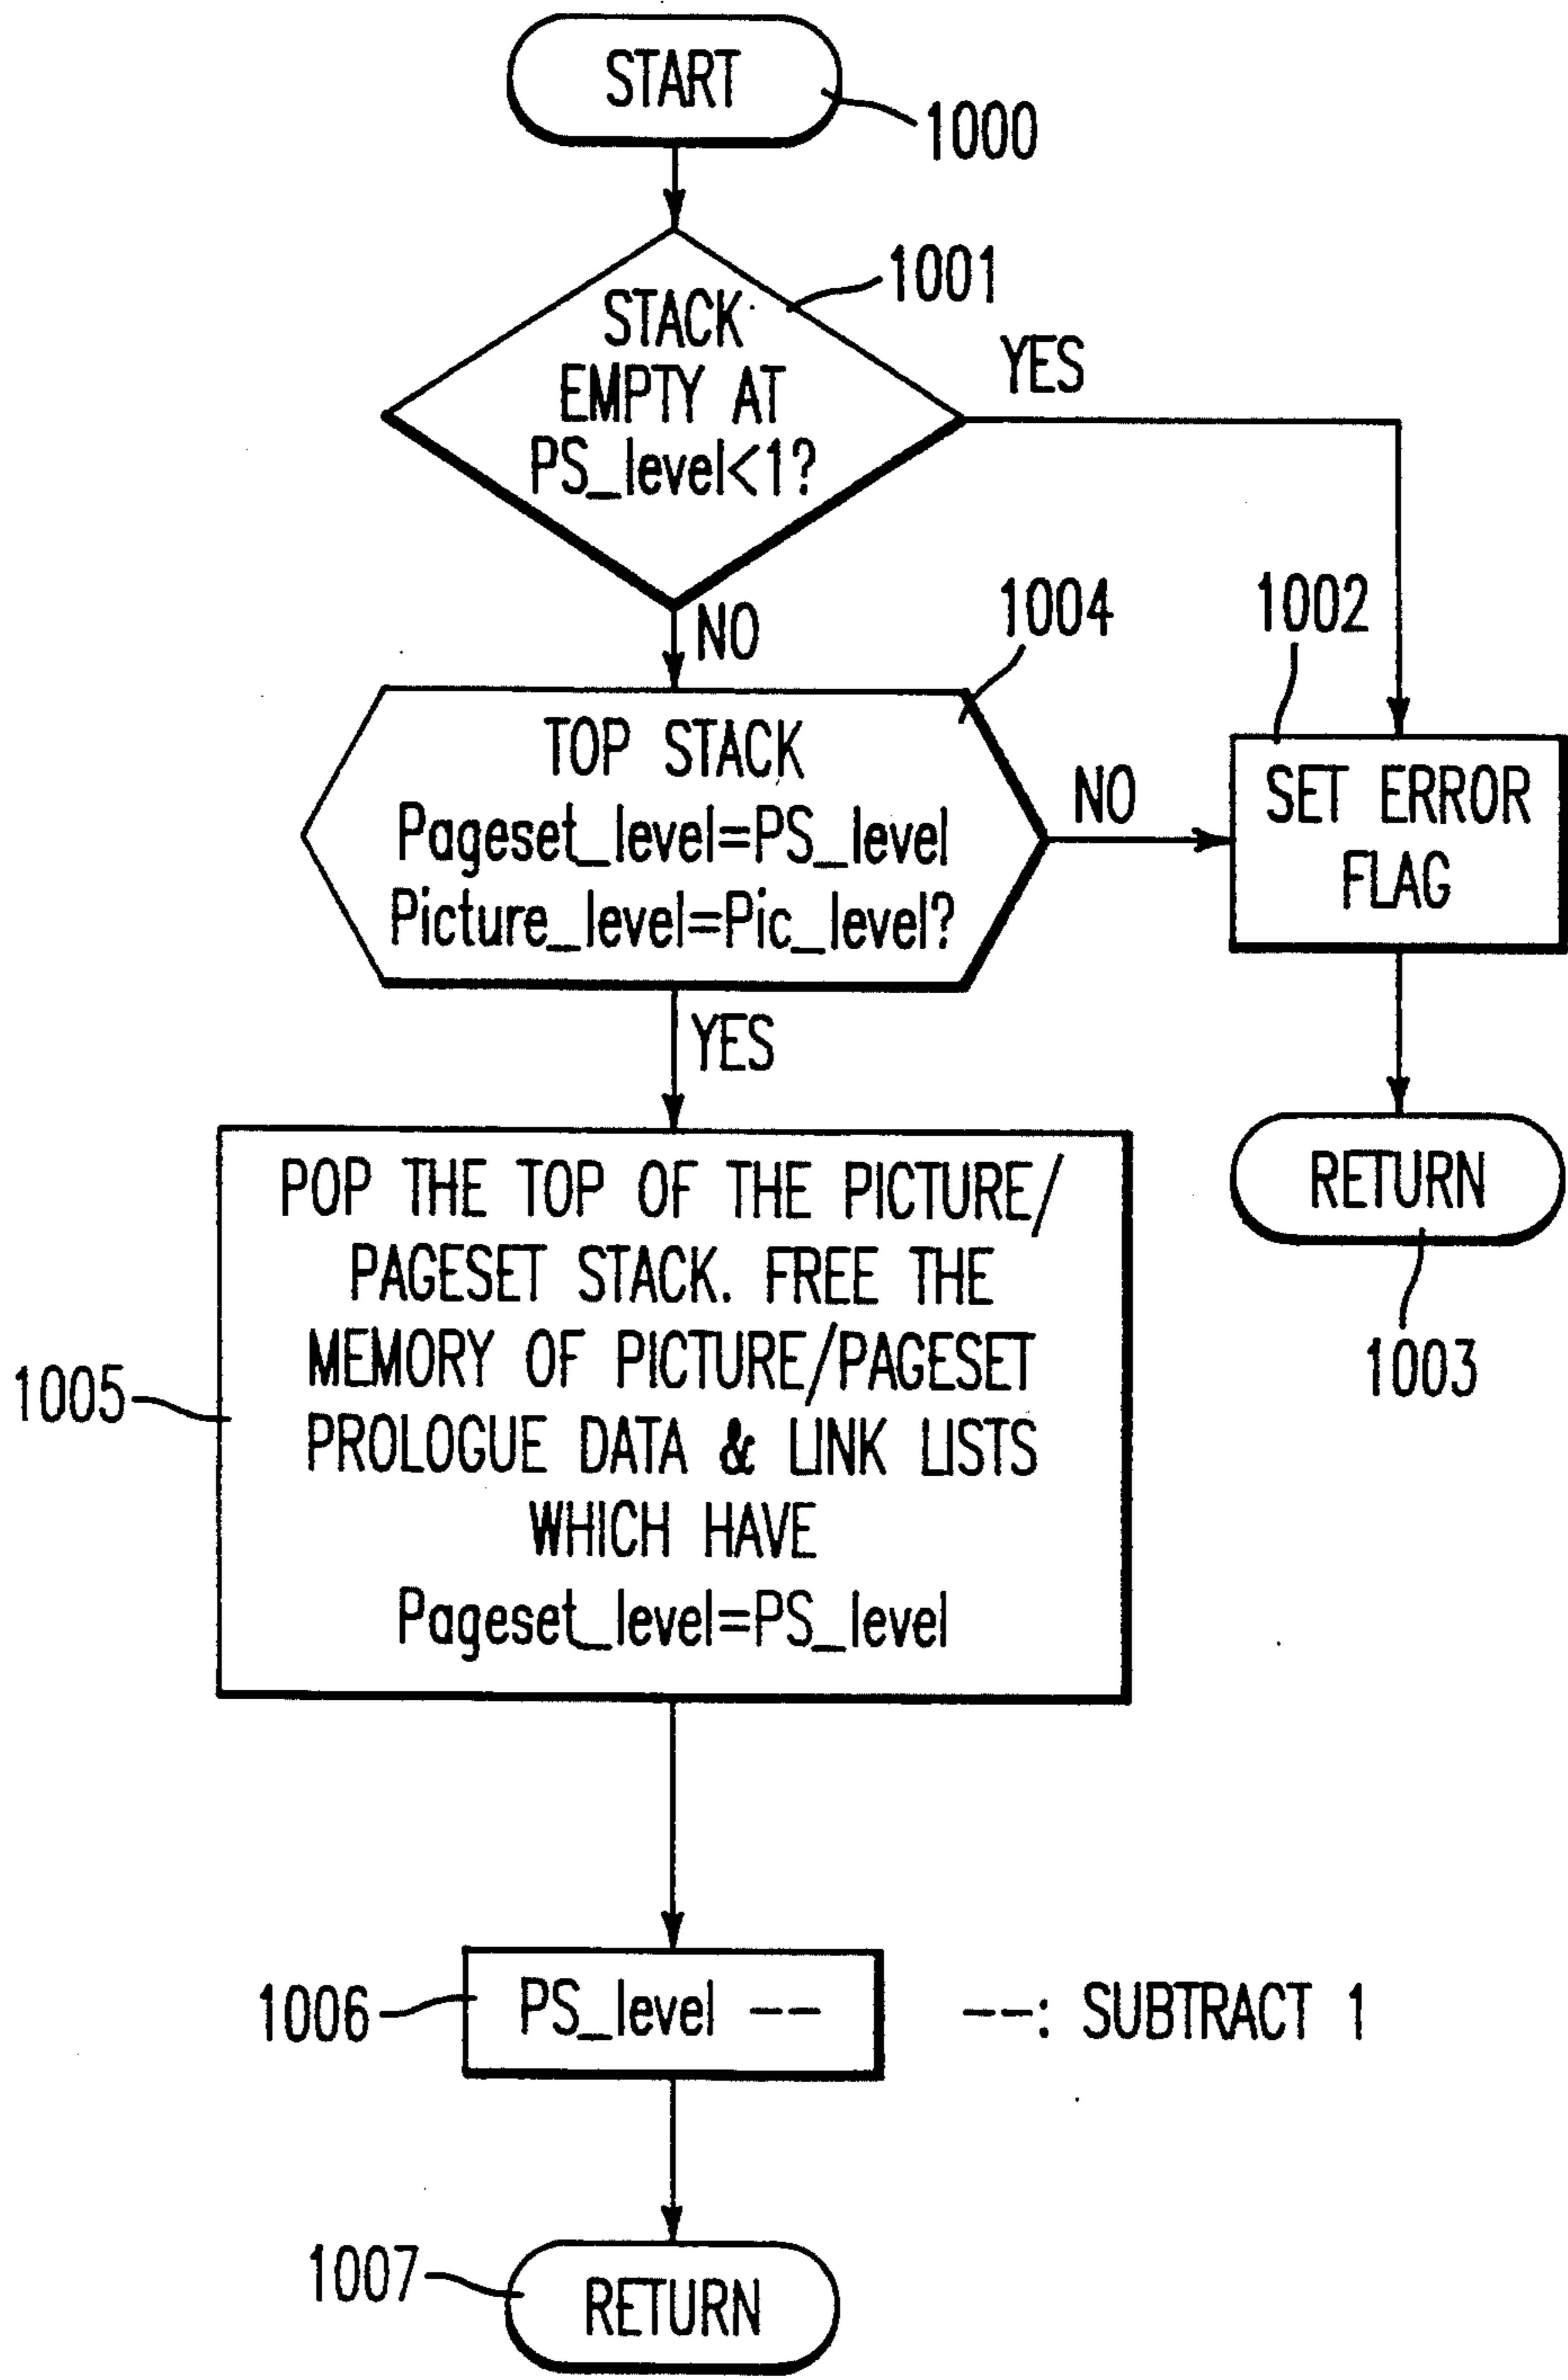 START
1000
1001
STACK
EMPTY AT
PS_level<1?
YES
NO
1004
1002
TOP STACK
Pageset_level=PS_level
Picture_level=Pic_level?
NO
SET ERROR
FLAG
YES
RETURN
1003
POP THE TOP OF THE PICTURE/
PAGESET STACK. FREE THE
MEMORY OF PICTURE/PAGESET
PROLOGUE DATA & LINK LISTS
WHICH HAVE
Pageset_level=PS_level
1005
1006
PS_level --
--: SUBTRACT 1
1007
RETURN